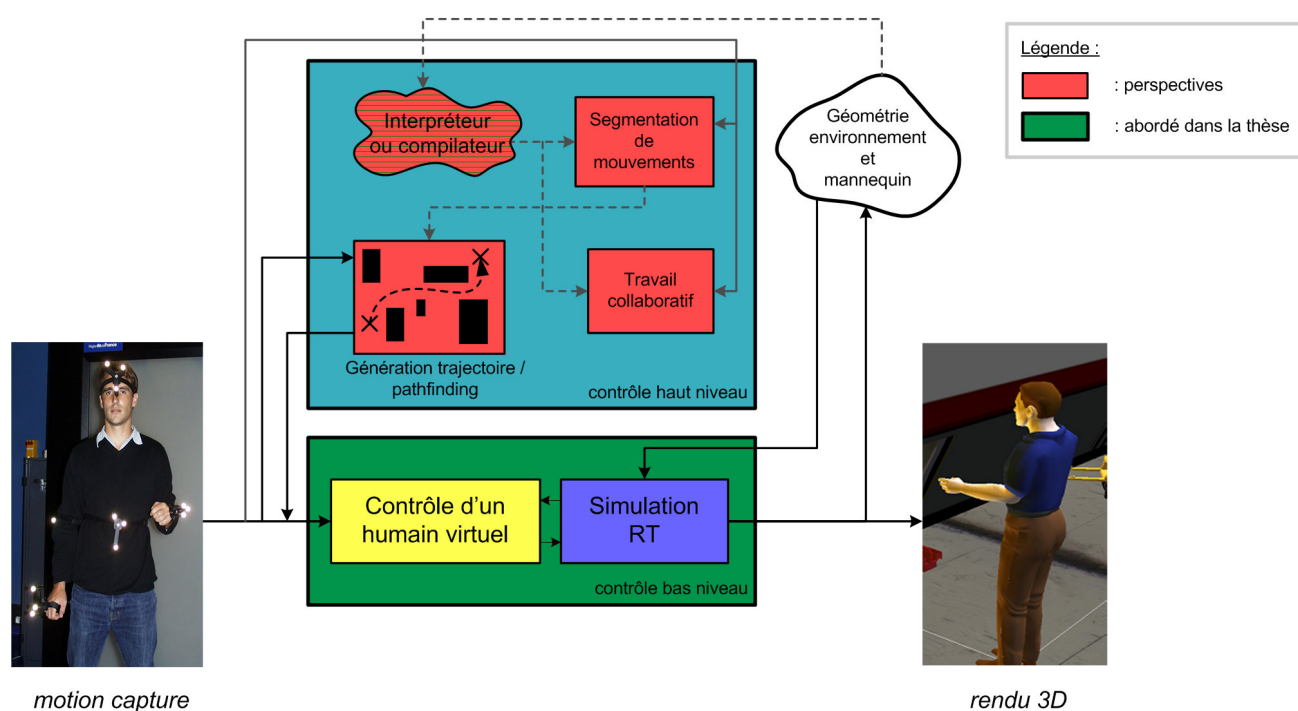 Légende :
: perspectives
: abordé dans la thèse
Interpréteur
ou compilateur
Segmentation
de
mouvements
Géométrie
environnement
et
mannequin
Travail
collaboratif
Génération trajectoire /
pathfinding
contrôle haut niveau
Contrôle d'un
humain virtuel
Simulation
RT
contrôle bas niveau
motion capture
rendu 3D